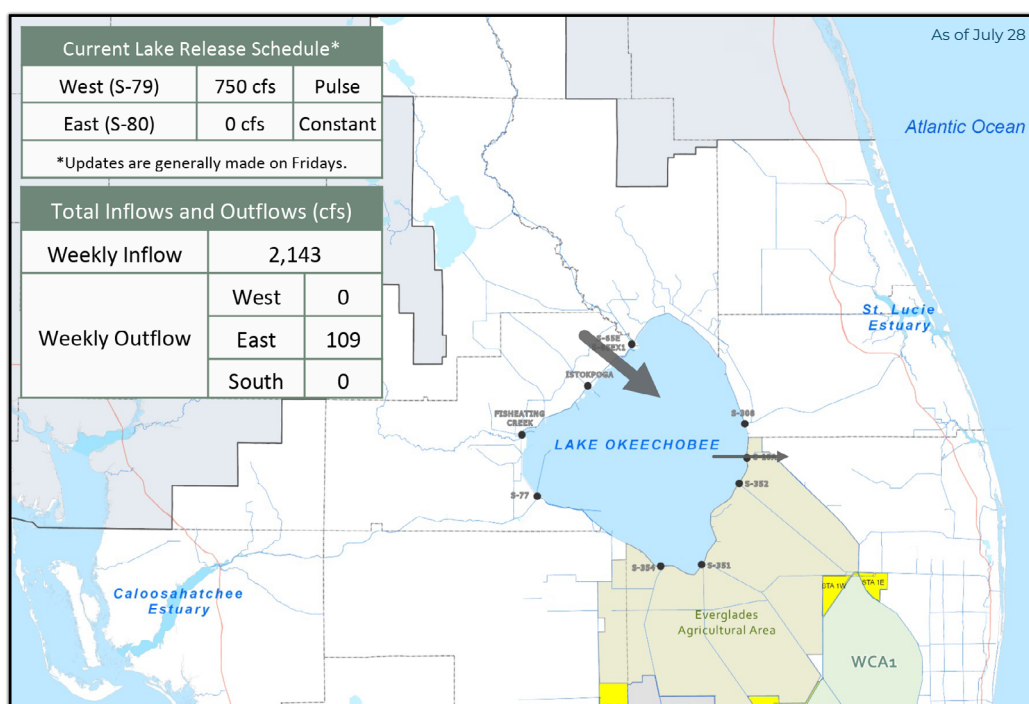 As of July 28
Current Lake Release Schedule*
West (S-79) 750 cfs Pulse
East (S-80) 0 cfs Constant
*Updates are generally made on Fridays.
Total Inflows and Outflows (cfs)
Weekly Inflow 2,143
Weekly Outflow
West 0
East 109
South 0
Atlantic Ocean
St. Lucie
Estuary
S-65E
ISTOKPOGA
FISHEATING
CREEK
S-308
LAKE OKEECHOBEE
S-352
S-77
S-354
S-351
Caloosahatchee
Estuary
STA 1W
STA 1E
Everglades
Agricultural Area
WCA1